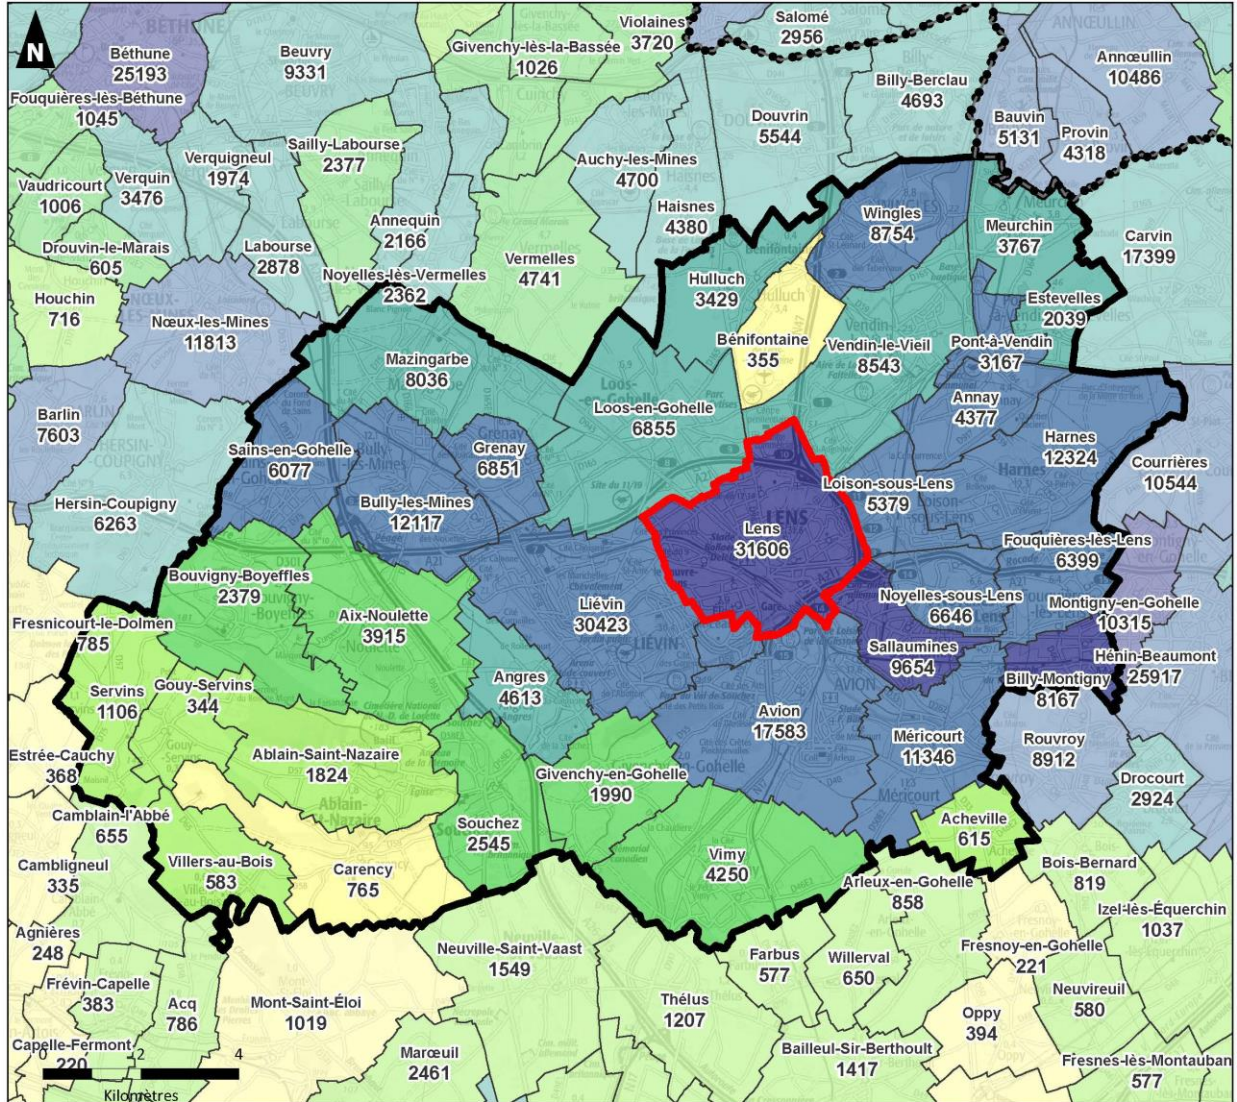 N
Béthune
25193
Beuvry
9331
Givenchy-lès-la-Bassée
1026
Violaines
3720
Salomé
2956
Billy-Berclau
4693
Annœullin
10486
Fouquières-lès-Béthune
1045
Douvrin
5544
Bauvin
5131
Provin
4318
Verquigneul
1974
Sailly-Labourse
2377
Auchy-les-Mines
4700
Vaudricourt
1006
Verquin
3476
Annequin
2166
Haisnes
4380
Wingles
8754
Meurchin
3767
Carvin
17399
Drouvin-le-Marais
605
Labourse
2878
Noyelles-lès-Vermelles
2362
Vermelles
4741
Hulluch
3429
Houchin
716
Nœux-les-Mines
11813
Estevelles
2039
Bénifontaine
355
Vendin-le-Vieil
8543
Pont-à-Vendin
3167
Mazingarbe
8036
Loos-en-Gohelle
6855
Annay
4377
Barlin
7603
Sains-en-Gohelle
6077
Grenay
6851
Harnes
12324
Courrières
10544
Hersin-Coupigny
6263
Bully-les-Mines
12117
Loison-sous-Lens
5379
Lens
31606
Fouquières-lès-Lens
6399
Bouvigny-Boyeffles
2379
Aix-Noulette
3915
Liévin
30423
Noyelles-sous-Lens
6646
Montigny-en-Gohelle
10315
Fresnicourt-le-Dolmen
785
Sallaumines
9654
Hénin-Beaumont
25917
Servins
1106
Gouy-Servins
344
Angres
4613
Billy-Montigny
8167
Avion
17583
Méricourt
11346
Rouvroy
8912
Estrée-Cauchy
368
Ablain-Saint-Nazaire
1824
Givenchy-en-Gohelle
1990
Drocourt
2924
Camblain-l'Abbé
655
Souchez
2545
Acheville
615
Cambligneul
335
Villers-au-Bois
583
Carency
765
Vimy
4250
Bois-Bernard
819
Arleux-en-Gohelle
858
Izel-lès-Équerchin
1037
Agnières
248
Neuville-Saint-Vaast
1549
Farbus
577
Willerval
650
Fresnoy-en-Gohelle
221
Frévin-Capelle
383
Acq
786
Mont-Saint-Éloi
1019
Thélus
1207
Oppy
394
Neuvireuil
580
Capelle-Fermont
220
Marœuil
2461
Bailleul-Sir-Berthoult
1417
Fresnes-lès-Montauban
577
0 2 4
Kilomètres